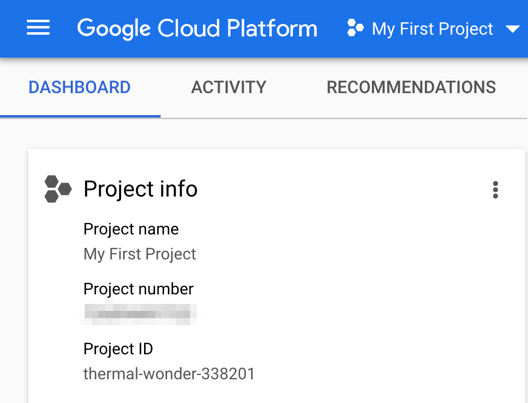 Google Cloud Platform My First Project
DASHBOARD ACTIVITY RECOMMENDATIONS
Project info
Project name
My First Project
Project number
Project ID
thermal-wonder-338201